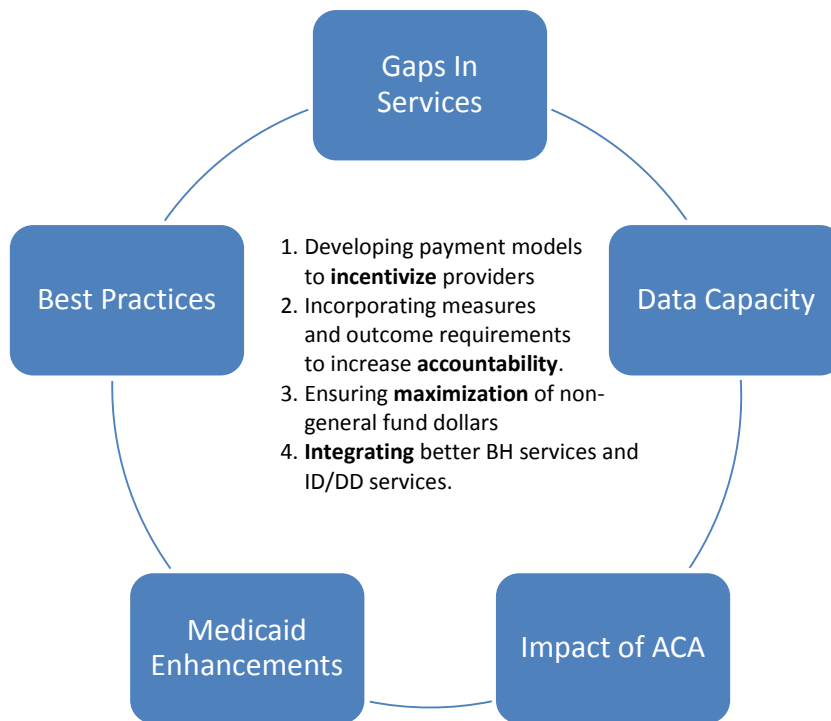 Gaps In
Services
Best Practices
1. Developing payment models
to incentivize providers
2. Incorporating measures
and outcome requirements
to increase accountability.
3. Ensuring maximization of non-
general fund dollars
4. Integrating better BH services and
ID/DD services.
Data Capacity
Medicaid
Enhancements
Impact of ACA